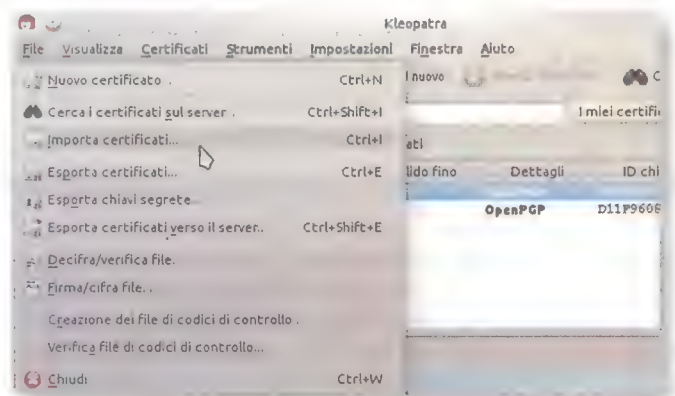 Kleopatra
File Visualizza Certificati Strumenti Impostazioni Finestra Aiuto
Nuovo certificato . Ctrl+N
Cerca i certificati sul server . Ctrl+Shift+I
Importa certificati... Ctrl+I
Esporta certificati... Ctrl+E
Esporta chiavi segrete...
Esporta certificati verso il server.. Ctrl+Shift+E
Decifra/verifica file.
Firma/cifra file. .
Creazione dei file di codici di controllo .
Verifica file di codici di controllo...
Chiudi Ctrl+W
l nuovo
C
I miei certifi
ati
lido fino Dettagli ID chi
OpenPGP D11F9608